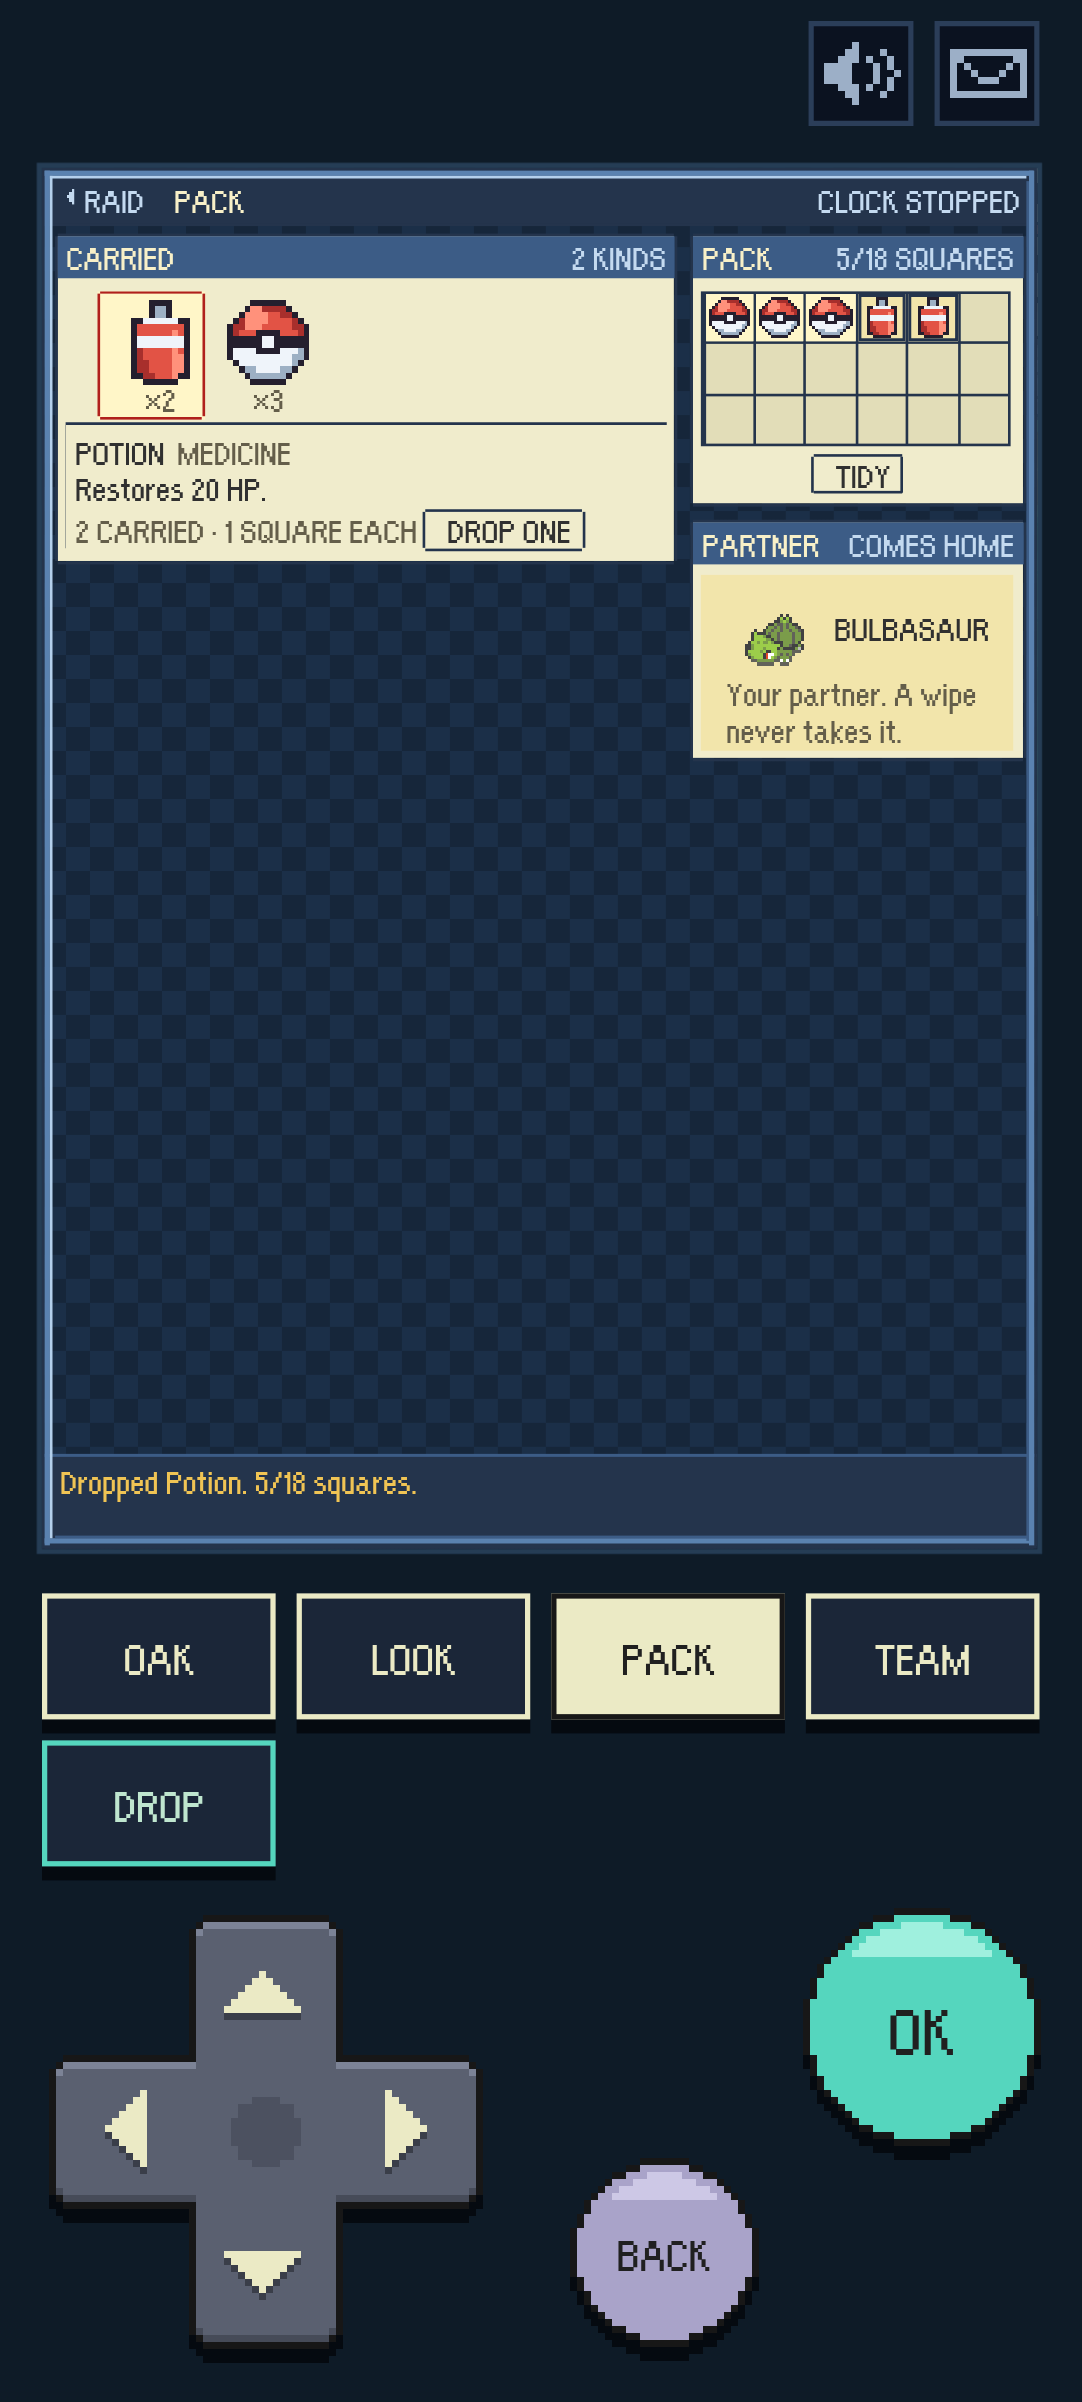 RAID PACK CLOCK STOPPED
CARRIED 2 KINDS
×2 ×3
POTION MEDICINE
Restores 20 HP.
2 CARRIED · 1 SQUARE EACH DROP ONE
PACK 5/18 SQUARES
TIDY
PARTNER COMES HOME
BULBASAUR
Your partner. A wipe
never takes it.
Dropped Potion. 5/18 squares.
OAK LOOK PACK TEAM
DROP
OK
BACK